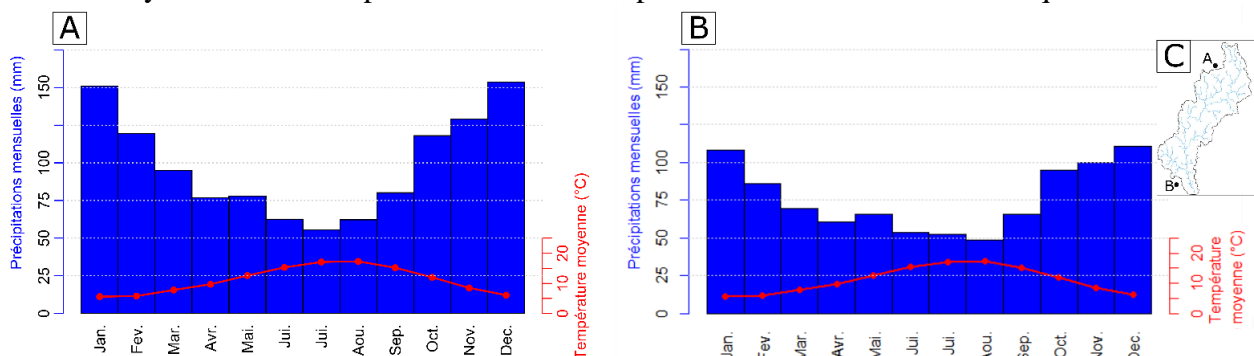 A
Précipitations mensuelles (mm)
0 25 50 75 100 150
Jan. Fev. Mar. Avr. Mai. Jui. Jui. Aou. Sep. Oct. Nov. Dec.
0 10 20
Température moyenne (°C)
B
Précipitations mensuelles (mm)
0 25 50 75 100 150
Jan. Fev. Mar. Avr. Mai. Jui. Jui. Aou. Sep. Oct. Nov. Dec.
0 10 20
Température
moyenne (°C)
C
A
B